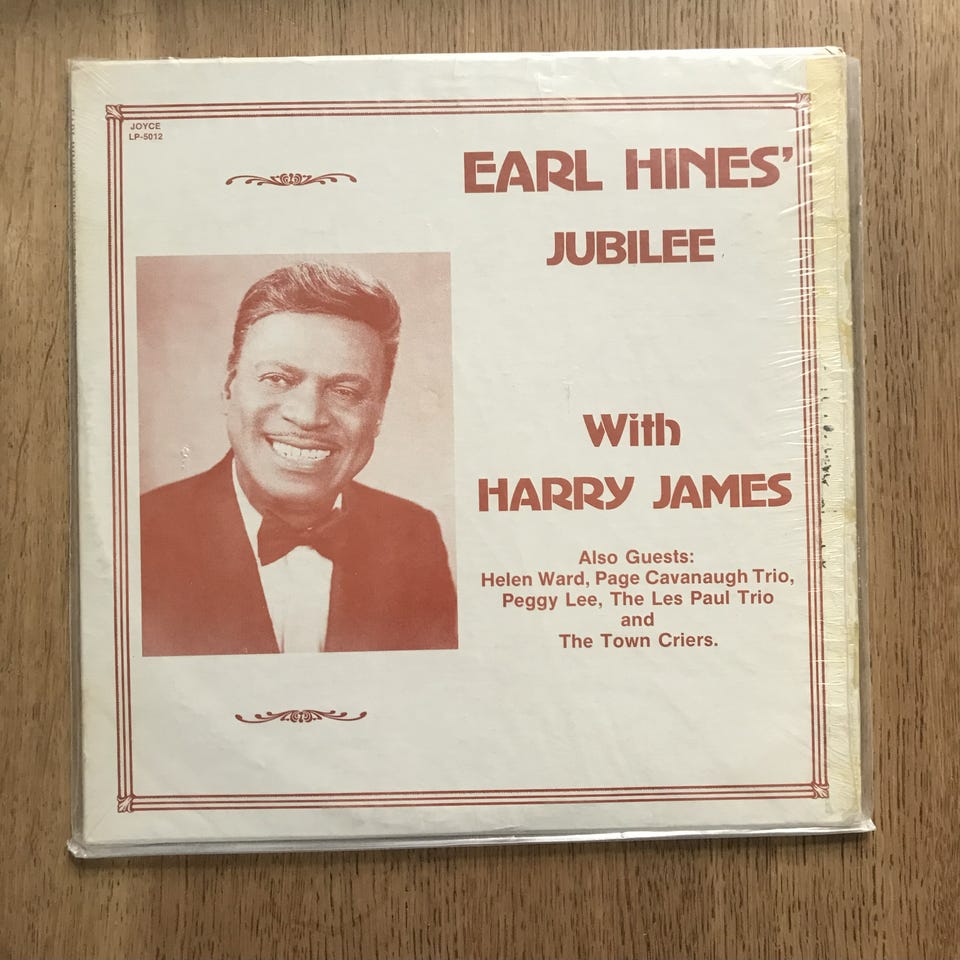 JOYCE
LP-5012
EARL HINES'
JUBILEE
With
HARRY JAMES
Also Guests:
Helen Ward, Page Cavanaugh Trio,
Peggy Lee, The Les Paul Trio
and
The Town Criers.